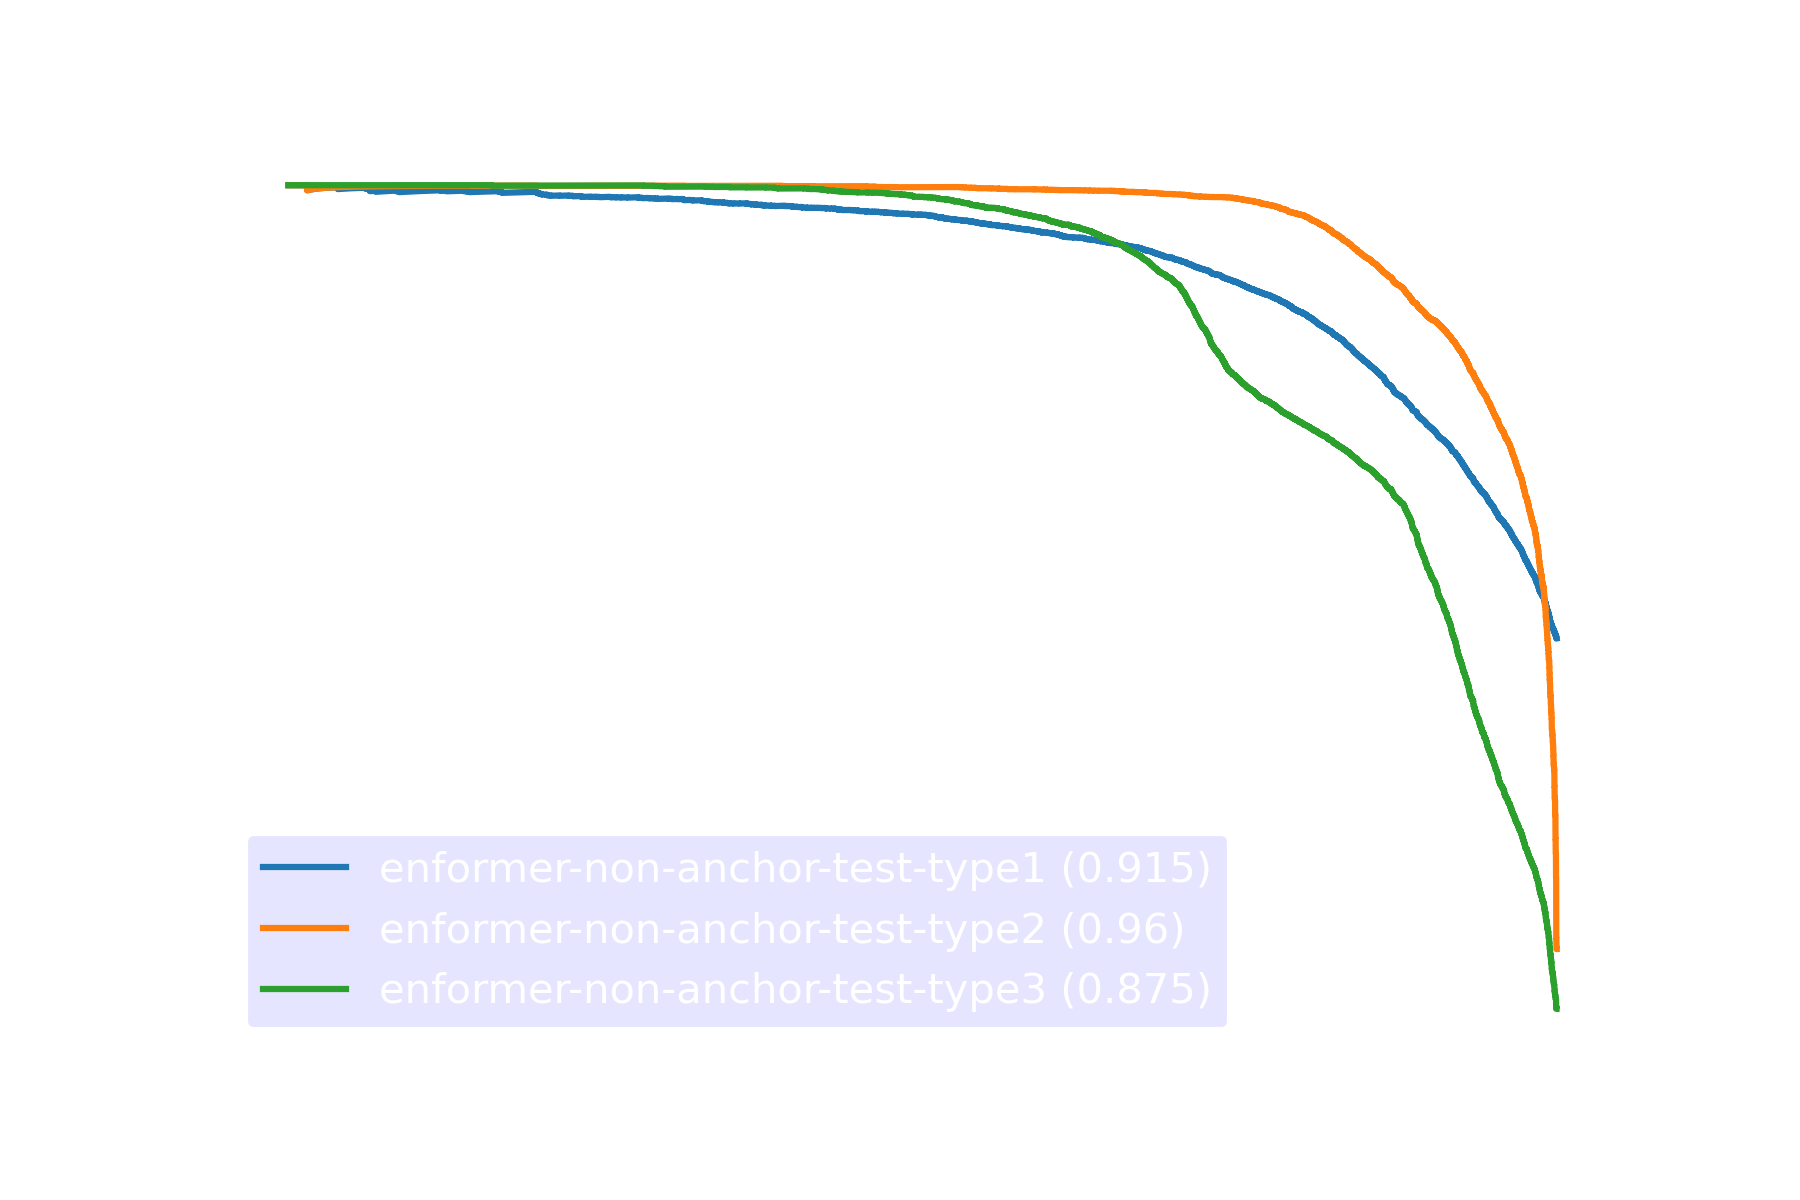 enformer-non-anchor-test-type1 (0.915)
enformer-non-anchor-test-type2 (0.96)
enformer-non-anchor-test-type3 (0.875)